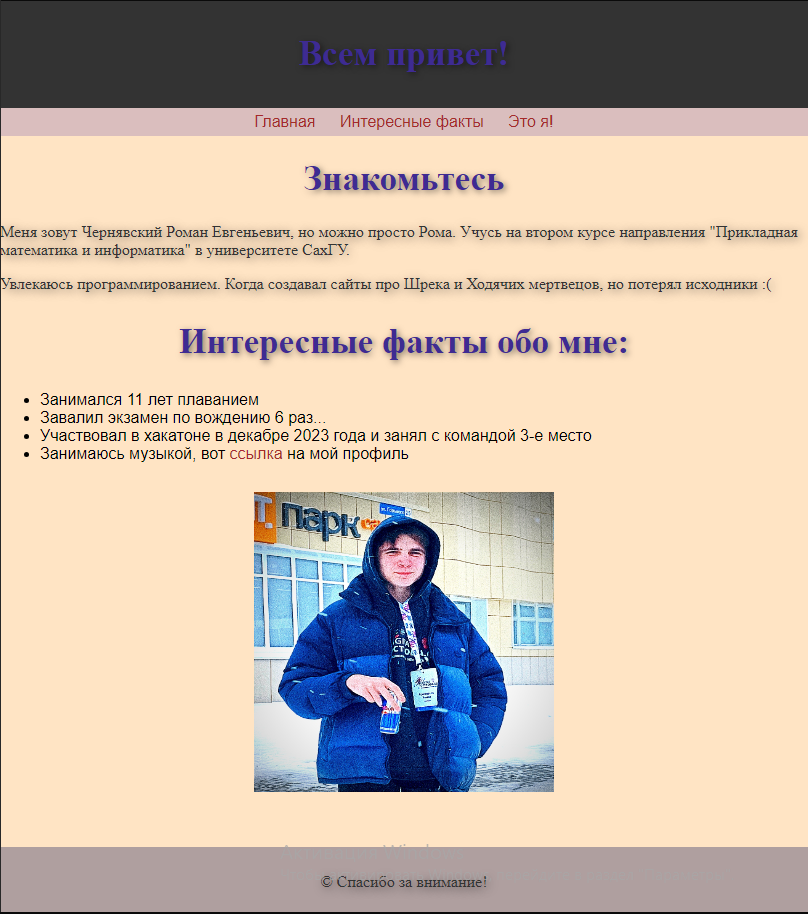 Всем привет!
Главная Интересные факты Это я!
Знакомьтесь
Меня зовут Чернявский Роман Евгеньевич, но можно просто Рома. Учусь на втором курсе направления "Прикладная
математика и информатика" в университете СахГУ.
Увлекаюсь программированием. Когда создавал сайты про Шрека и Ходячих мертвецов, но потерял исходники :(
Интересные факты обо мне:
Занимался 11 лет плаванием
Завалил экзамен по вождению 6 раз...
Участвовал в хакатоне в декабре 2023 года и занял с командой 3-е место
Занимаюсь музыкой, вот ссылка на мой профиль
Т. парк
© Спасибо за внимание!